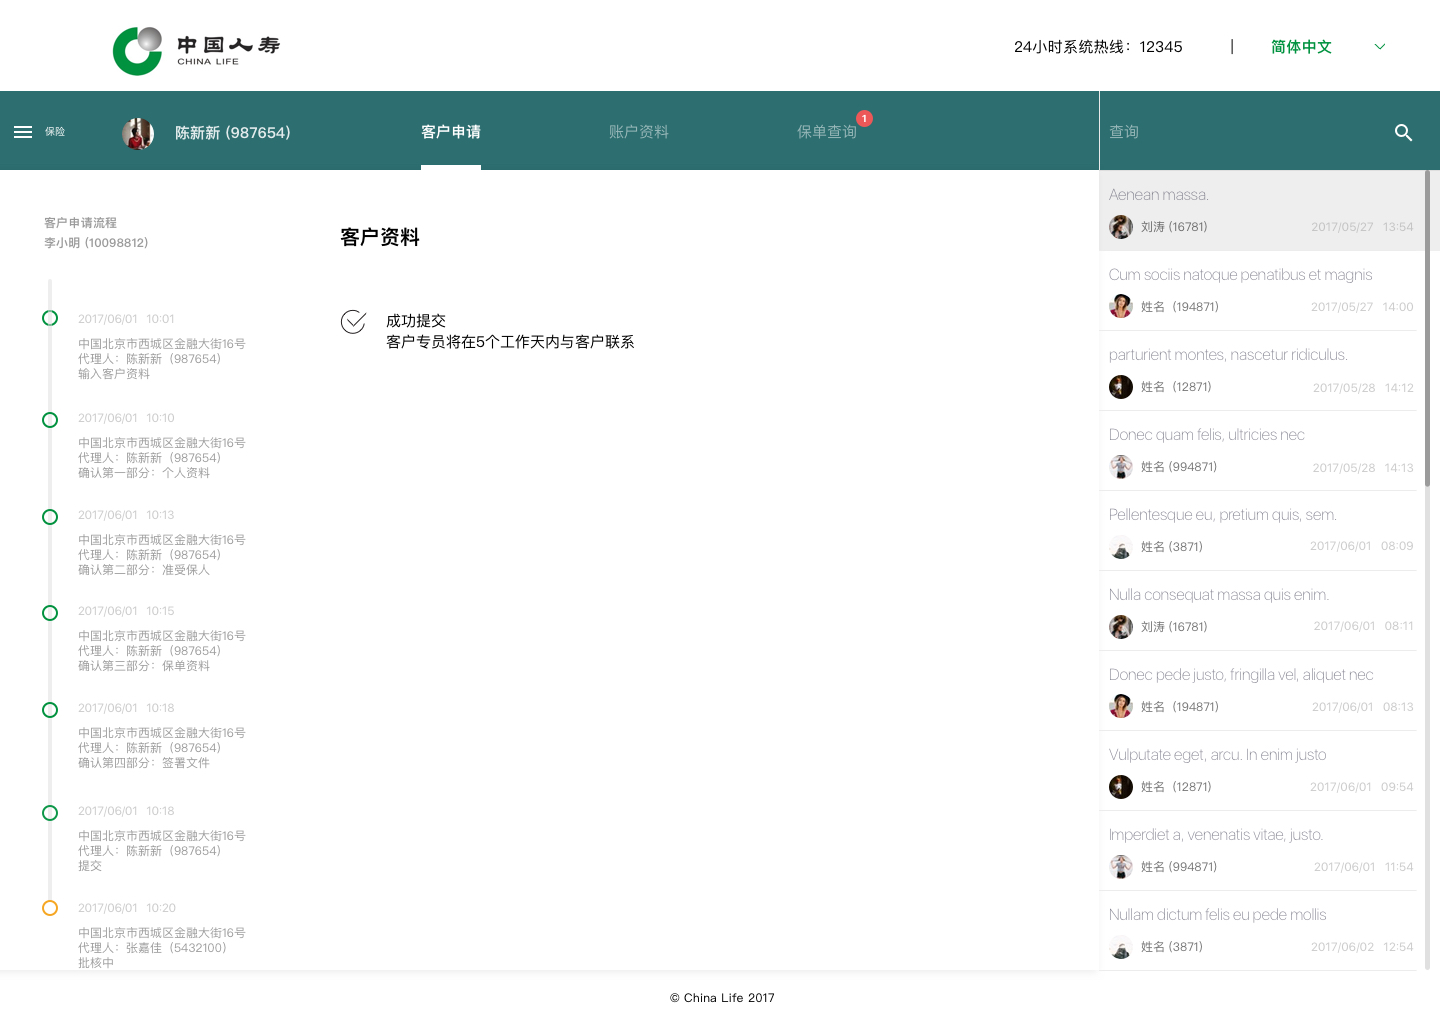 中国人寿
CHINA LIFE
24小时系统热线：12345
|
简体中文
保险
陈新新 (987654)
客户申请
账户资料
保单查询
1
查询
客户申请流程
李小明 (10098812)
2017/06/01 10:01
中国北京市西城区金融大街16号
代理人：陈新新（987654）
输入客户资料
2017/06/01 10:10
中国北京市西城区金融大街16号
代理人：陈新新（987654）
确认第一部分：个人资料
2017/06/01 10:13
中国北京市西城区金融大街16号
代理人：陈新新（987654）
确认第二部分：准受保人
2017/06/01 10:15
中国北京市西城区金融大街16号
代理人：陈新新（987654）
确认第三部分：保单资料
2017/06/01 10:18
中国北京市西城区金融大街16号
代理人：陈新新（987654）
确认第四部分：签署文件
2017/06/01 10:18
中国北京市西城区金融大街16号
代理人：陈新新（987654）
提交
2017/06/01 10:20
中国北京市西城区金融大街16号
代理人：张嘉佳（5432100）
批核中
客户资料
成功提交
客户专员将在5个工作天内与客户联系
Aenean massa.
刘涛 (16781) 2017/05/27 13:54
Cum sociis natoque penatibus et magnis
姓名（194871) 2017/05/27 14:00
parturient montes, nascetur ridiculus.
姓名（12871) 2017/05/28 14:12
Donec quam felis, ultricies nec
姓名 (994871) 2017/05/28 14:13
Pellentesque eu, pretium quis, sem.
姓名 (3871) 2017/06/01 08:09
Nulla consequat massa quis enim.
刘涛 (16781) 2017/06/01 08:11
Donec pede justo, fringilla vel, aliquet nec
姓名（194871) 2017/06/01 08:13
Vulputate eget, arcu. In enim justo
姓名（12871) 2017/06/01 09:54
Imperdiet a, venenatis vitae, justo.
姓名 (994871) 2017/06/01 11:54
Nullam dictum felis eu pede mollis
姓名 (3871) 2017/06/02 12:54
© China Life 2017